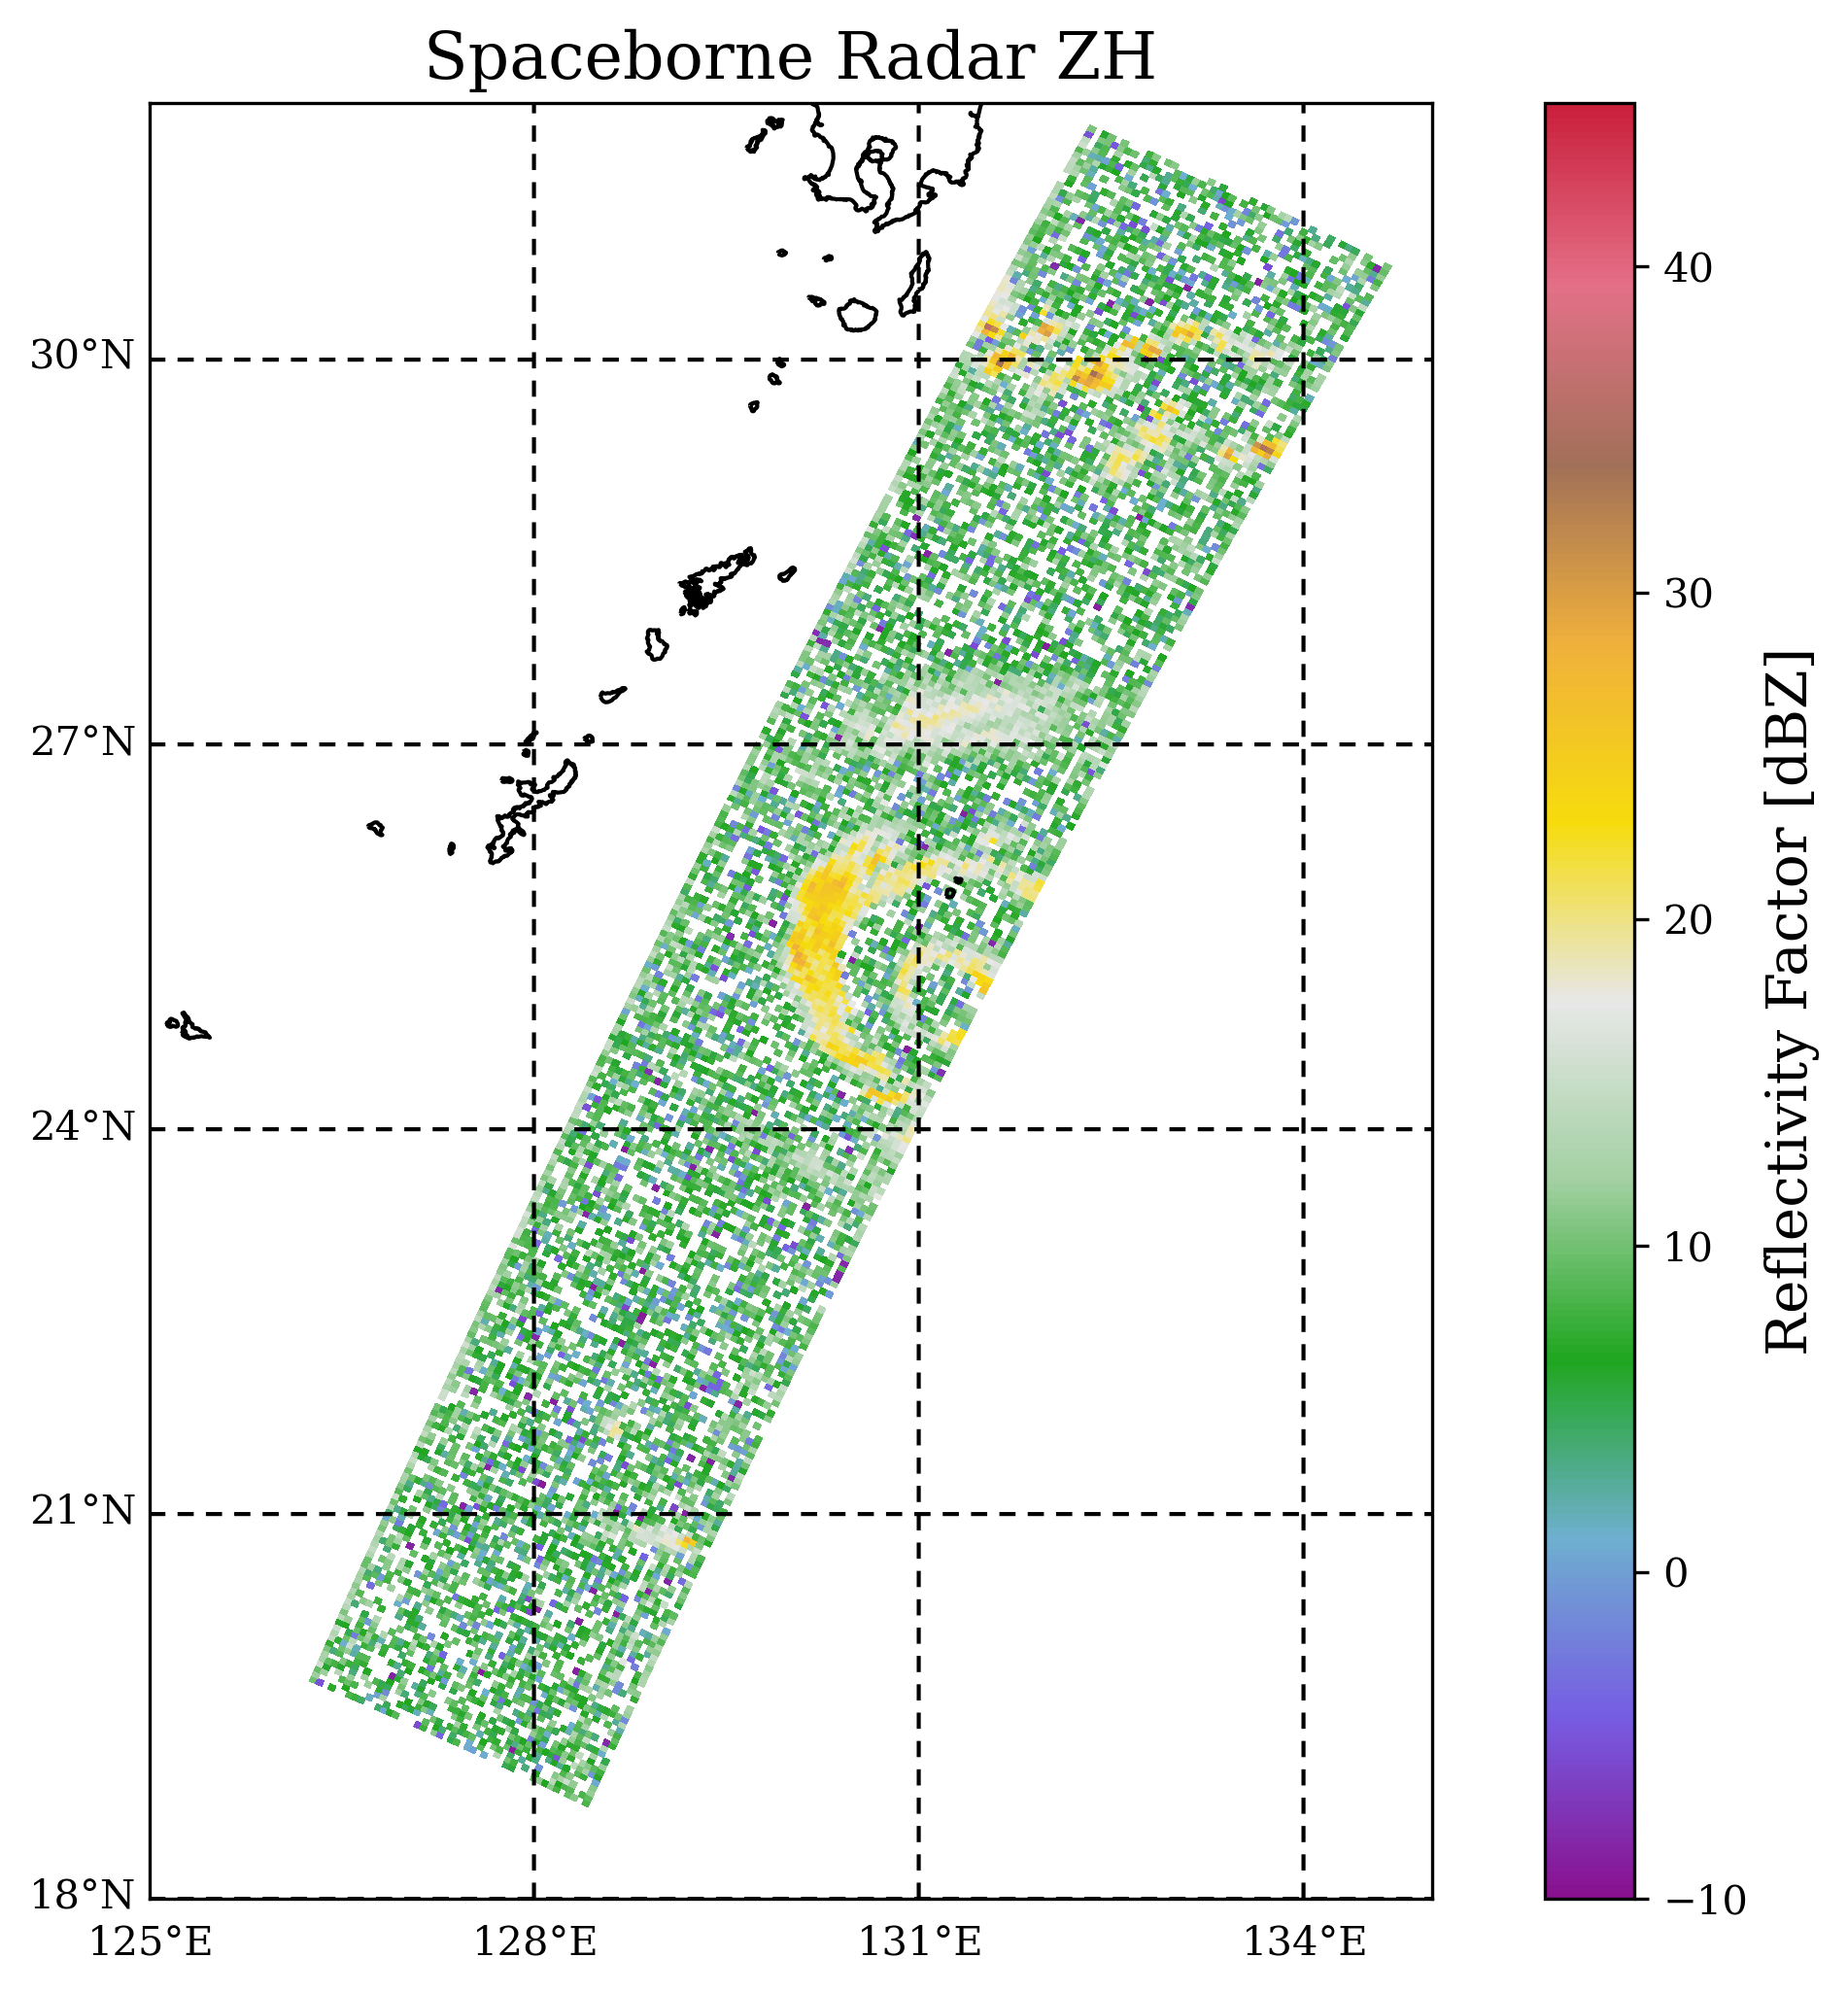 Spaceborne Radar ZH
30°N
27°N
24°N
21°N
18°N
125°E
128°E
131°E
134°E
40
30
20
10
0
−10
Reflectivity Factor [dBZ]